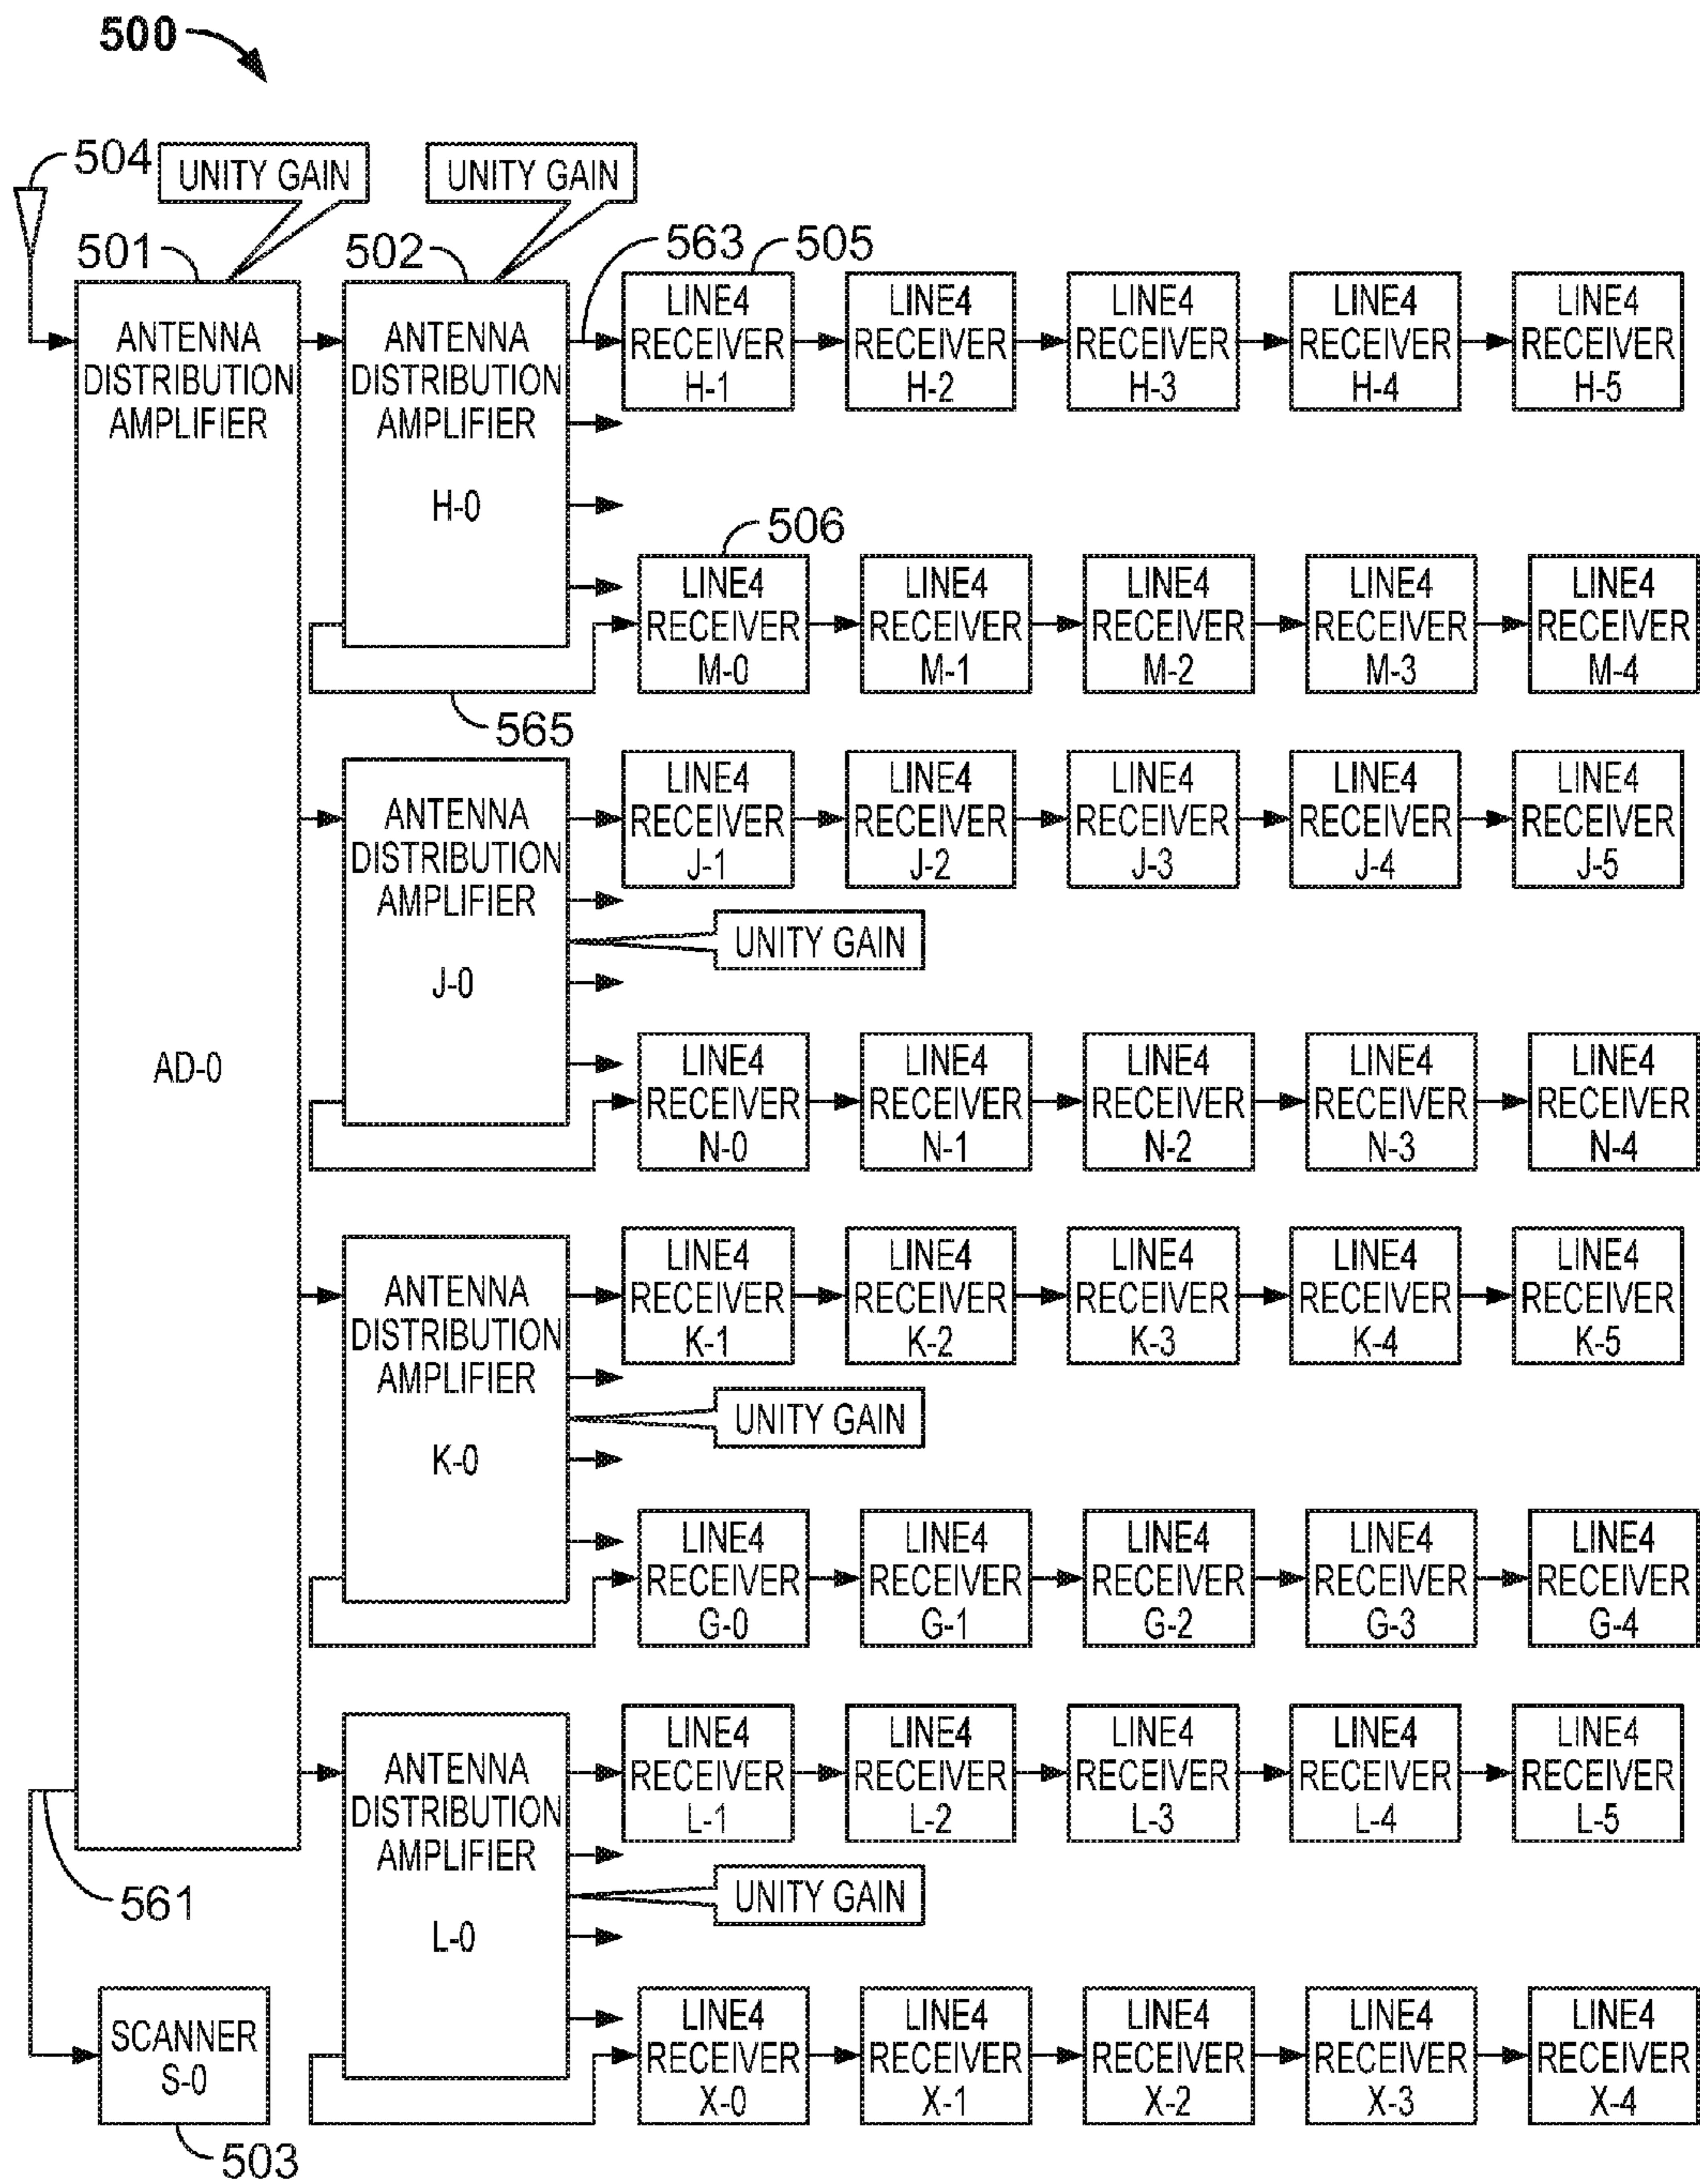 500
504
UNITY GAIN
UNITY GAIN
501
502
563
505
ANTENNA
DISTRIBUTION
AMPLIFIER
AD-0
ANTENNA
DISTRIBUTION
AMPLIFIER
H-0
LINE4
RECEIVER
H-1
LINE4
RECEIVER
H-2
LINE4
RECEIVER
H-3
LINE4
RECEIVER
H-4
LINE4
RECEIVER
H-5
506
LINE4
RECEIVER
M-0
LINE4
RECEIVER
M-1
LINE4
RECEIVER
M-2
LINE4
RECEIVER
M-3
LINE4
RECEIVER
M-4
565
ANTENNA
DISTRIBUTION
AMPLIFIER
J-0
LINE4
RECEIVER
J-1
LINE4
RECEIVER
J-2
LINE4
RECEIVER
J-3
LINE4
RECEIVER
J-4
LINE4
RECEIVER
J-5
UNITY GAIN
LINE4
RECEIVER
N-0
LINE4
RECEIVER
N-1
LINE4
RECEIVER
N-2
LINE4
RECEIVER
N-3
LINE4
RECEIVER
N-4
ANTENNA
DISTRIBUTION
AMPLIFIER
K-0
LINE4
RECEIVER
K-1
LINE4
RECEIVER
K-2
LINE4
RECEIVER
K-3
LINE4
RECEIVER
K-4
LINE4
RECEIVER
K-5
UNITY GAIN
LINE4
RECEIVER
G-0
LINE4
RECEIVER
G-1
LINE4
RECEIVER
G-2
LINE4
RECEIVER
G-3
LINE4
RECEIVER
G-4
ANTENNA
DISTRIBUTION
AMPLIFIER
L-0
LINE4
RECEIVER
L-1
LINE4
RECEIVER
L-2
LINE4
RECEIVER
L-3
LINE4
RECEIVER
L-4
LINE4
RECEIVER
L-5
UNITY GAIN
561
SCANNER
S-0
503
LINE4
RECEIVER
X-0
LINE4
RECEIVER
X-1
LINE4
RECEIVER
X-2
LINE4
RECEIVER
X-3
LINE4
RECEIVER
X-4